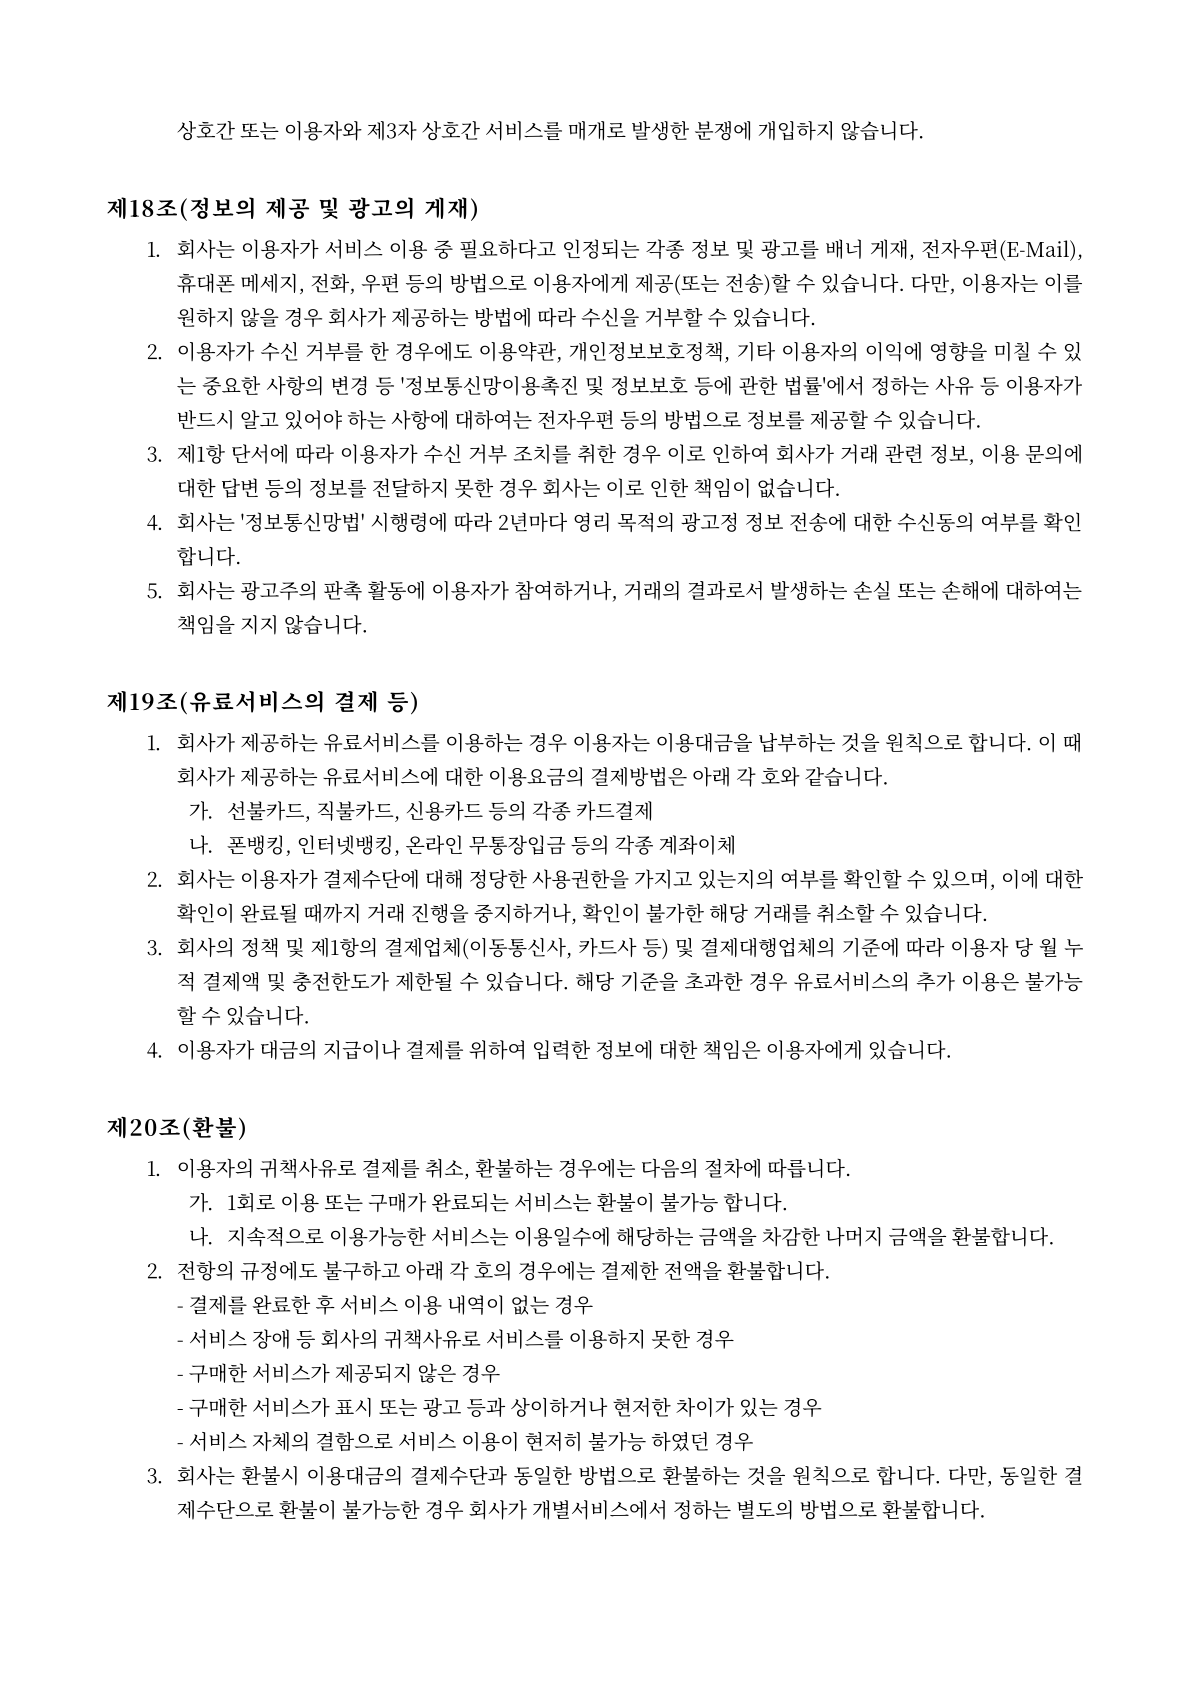 상호간 또는 이용자와 제3자 상호간 서비스를 매개로 발생한 분쟁에 개입하지 않습니다.
제18조(정보의 제공 및 광고의 게재)
1. 회사는 이용자가 서비스 이용 중 필요하다고 인정되는 각종 정보 및 광고를 배너 게재, 전자우편(E-Mail),
휴대폰 메세지, 전화, 우편 등의 방법으로 이용자에게 제공(또는 전송)할 수 있습니다. 다만, 이용자는 이를
원하지 않을 경우 회사가 제공하는 방법에 따라 수신을 거부할 수 있습니다.
2. 이용자가 수신 거부를 한 경우에도 이용약관, 개인정보보호정책, 기타 이용자의 이익에 영향을 미칠 수 있
는 중요한 사항의 변경 등 '정보통신망이용촉진 및 정보보호 등에 관한 법률'에서 정하는 사유 등 이용자가
반드시 알고 있어야 하는 사항에 대하여는 전자우편 등의 방법으로 정보를 제공할 수 있습니다.
3. 제1항 단서에 따라 이용자가 수신 거부 조치를 취한 경우 이로 인하여 회사가 거래 관련 정보, 이용 문의에
대한 답변 등의 정보를 전달하지 못한 경우 회사는 이로 인한 책임이 없습니다.
4. 회사는 '정보통신망법' 시행령에 따라 2년마다 영리 목적의 광고정 정보 전송에 대한 수신동의 여부를 확인
합니다.
5. 회사는 광고주의 판촉 활동에 이용자가 참여하거나, 거래의 결과로서 발생하는 손실 또는 손해에 대하여는
책임을 지지 않습니다.
제19조(유료서비스의 결제 등)
1. 회사가 제공하는 유료서비스를 이용하는 경우 이용자는 이용대금을 납부하는 것을 원칙으로 합니다. 이 때
회사가 제공하는 유료서비스에 대한 이용요금의 결제방법은 아래 각 호와 같습니다.
가. 선불카드, 직불카드, 신용카드 등의 각종 카드결제
나. 폰뱅킹, 인터넷뱅킹, 온라인 무통장입금 등의 각종 계좌이체
2. 회사는 이용자가 결제수단에 대해 정당한 사용권한을 가지고 있는지의 여부를 확인할 수 있으며, 이에 대한
확인이 완료될 때까지 거래 진행을 중지하거나, 확인이 불가한 해당 거래를 취소할 수 있습니다.
3. 회사의 정책 및 제1항의 결제업체(이동통신사, 카드사 등) 및 결제대행업체의 기준에 따라 이용자 당 월 누
적 결제액 및 충전한도가 제한될 수 있습니다. 해당 기준을 초과한 경우 유료서비스의 추가 이용은 불가능
할 수 있습니다.
4. 이용자가 대금의 지급이나 결제를 위하여 입력한 정보에 대한 책임은 이용자에게 있습니다.
제20조(환불)
1. 이용자의 귀책사유로 결제를 취소, 환불하는 경우에는 다음의 절차에 따릅니다.
가. 1회로 이용 또는 구매가 완료되는 서비스는 환불이 불가능 합니다.
나. 지속적으로 이용가능한 서비스는 이용일수에 해당하는 금액을 차감한 나머지 금액을 환불합니다.
2. 전항의 규정에도 불구하고 아래 각 호의 경우에는 결제한 전액을 환불합니다.
- 결제를 완료한 후 서비스 이용 내역이 없는 경우
- 서비스 장애 등 회사의 귀책사유로 서비스를 이용하지 못한 경우
- 구매한 서비스가 제공되지 않은 경우
- 구매한 서비스가 표시 또는 광고 등과 상이하거나 현저한 차이가 있는 경우
- 서비스 자체의 결함으로 서비스 이용이 현저히 불가능 하였던 경우
3. 회사는 환불시 이용대금의 결제수단과 동일한 방법으로 환불하는 것을 원칙으로 합니다. 다만, 동일한 결
제수단으로 환불이 불가능한 경우 회사가 개별서비스에서 정하는 별도의 방법으로 환불합니다.